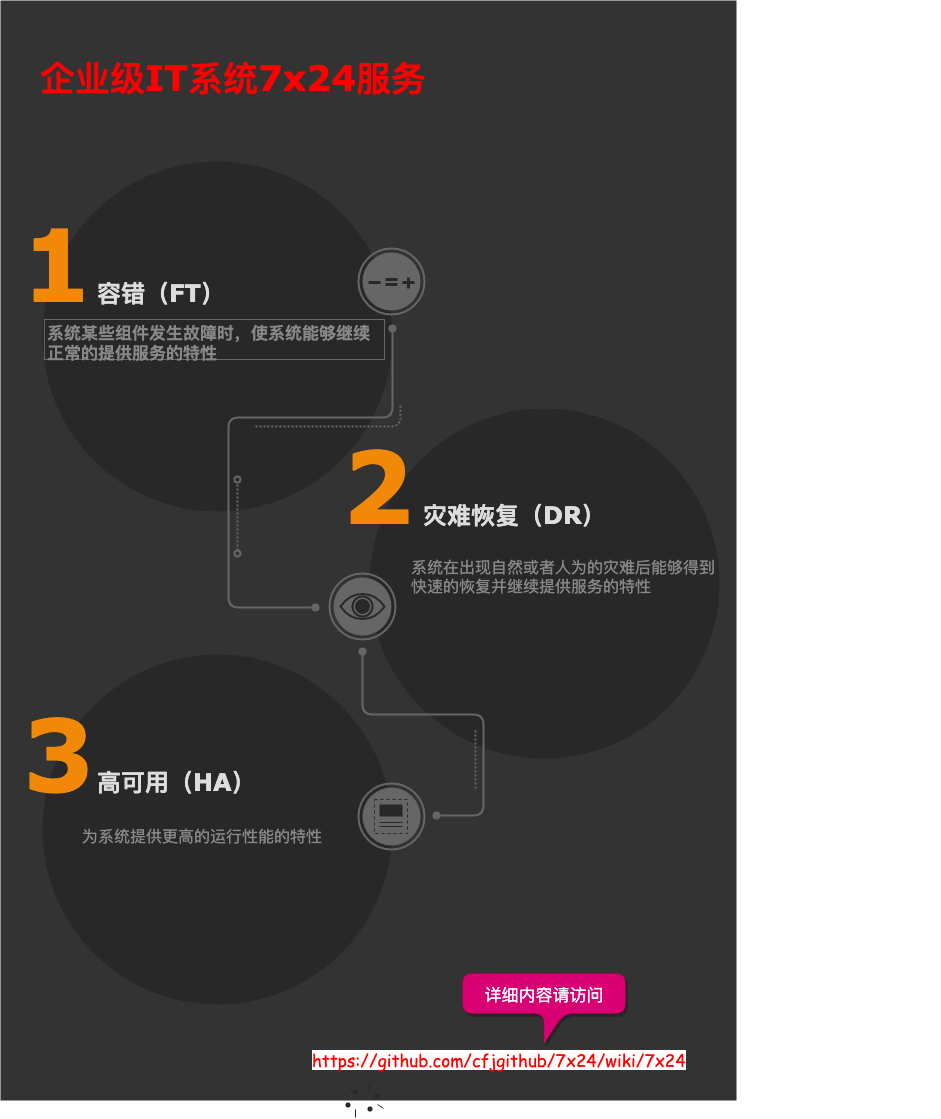 企业级IT系统7x24服务
1
容错（FT）
－=＋
系统某些组件发生故障时，使系统能够继续
正常的提供服务的特性
2
灾难恢复（DR）
系统在出现自然或者人为的灾难后能够得到
快速的恢复并继续提供服务的特性
3
高可用（HA）
为系统提供更高的运行性能的特性
详细内容请访问
https://github.com/cfjgithub/7x24/wiki/7x24